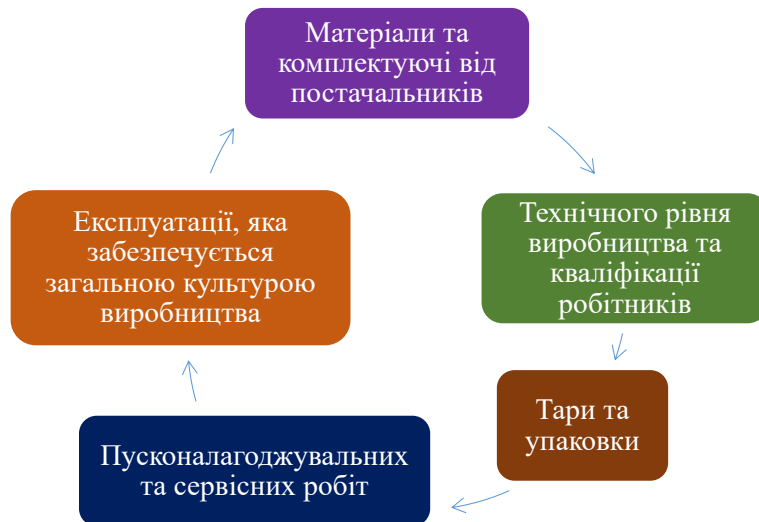 Матеріали та
комплектуючі від
постачальників
Технічного рівня
виробництва та
кваліфікації
робітників
Тари та
упаковки
Пусконалагоджувальних
та сервісних робіт
Експлуатації, яка
забезпечується
загальною культурою
виробництва